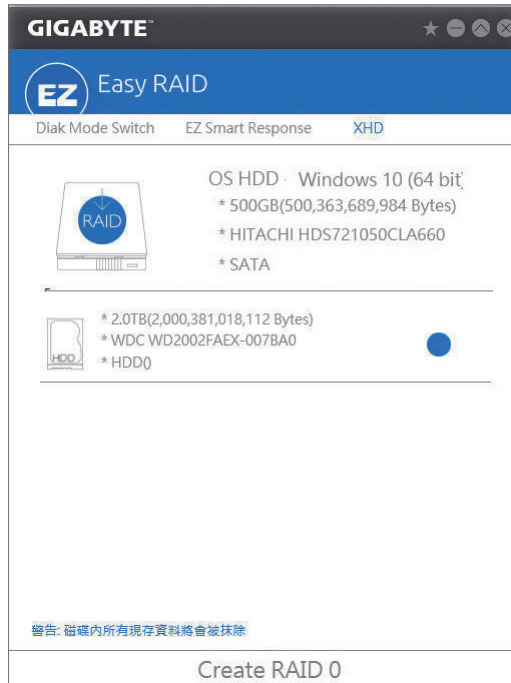 GIGABYTE™
EZ Easy RAID
Diak Mode Switch EZ Smart Response XHD
RAID
OS HDD · Windows 10 (64 bit)
* 500GB(500,363,689,984 Bytes)
* HITACHI HDS721050CLA660
* SATA
HDD
* 2.0TB(2,000,381,018,112 Bytes)
* WDC WD2002FAEX-007BA0
* HDD()
警告: 磁碟內所有現存資料將會被抹除
Create RAID 0